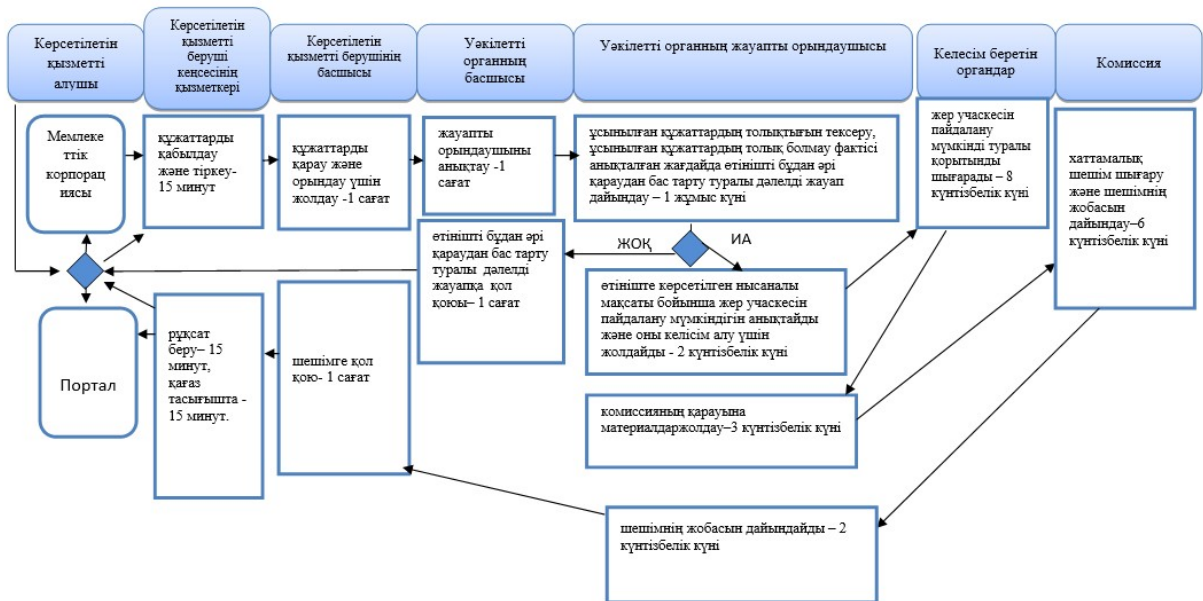 Көрсетілетін
қызметті
алушы
Көрсетілетін
қызметті
беруші
кеңсесінің
қызметкері
Көрсетілетін
қызметті берушінің
басшысы
Уәкілетті
органның
басшысы
Уәкілетті органның жауапты орындаушысы
Келесім беретін
органдар
Комиссия
Мемлеке
ттік
корпорац
иясы
құжаттарды
қабылдау
және тіркеу-
15 минут
құжаттарды
қарау және
орындау үшін
жолдау -1 сағат
жауапты
орындаушыны
анықтау -1
сағат
ұсынылған құжаттардың толықтығын тексеру,
ұсынылған құжаттардың толық болмау фактісі
анықталған жағдайда өтінішті бұдан әрі
қараудан бас тарту туралы дәлелді жауап
дайындау – 1 жұмыс күні
жер учаскесін
пайдалану
мүмкінді туралы
қорытынды
шығарады – 8
күнтізбелік күні
хаттамалық
шешім шығару
және шешімнің
жобасын
дайындау–6
күнтізбелік күні
ЖОҚ
ИА
өтінішті бұдан әрі
қараудан бас тарту
туралы дәлелді
жауапқа қол
қоюы– 1 сағат
өтініште көрсетілген нысаналы
мақсаты бойынша жер учаскесін
пайдалану мүмкіндігін анықтайды
және оны келісім алу үшін
жолдайды - 2 күнтізбелік күні
Портал
рұқсат
беру– 15
минут,
қағаз
тасығышта -
15 минут.
шешімге қол
қою- 1 сағат
комиссияның қарауына
материалдаржолдау–3 күнтізбелік күні
шешімнің жобасын дайындайды – 2
күнтізбелік күні